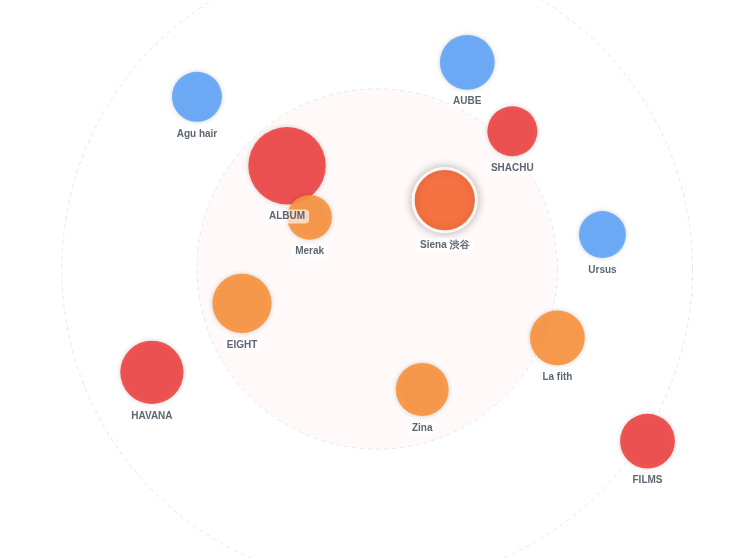 AUBE
Agu hair
SHACHU
ALBUM
Siena 渋谷
Merak
Ursus
EIGHT
La fith
HAVANA
Zina
FILMS